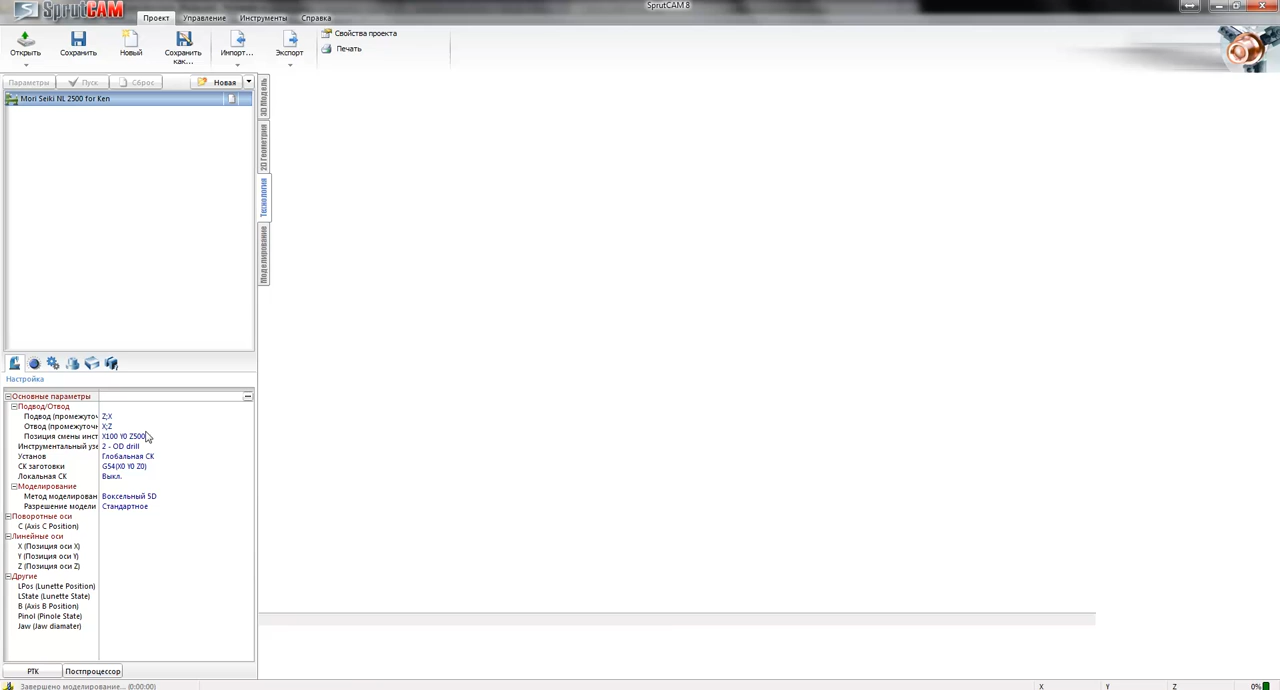 SprutCAM
SprutCAM 8
Проект Управление Инструменты Справка
Открыть Сохранить Новый Сохранить как... Импорт... Экспорт
Свойства проекта
Печать
Параметры Пуск Сброс Новая
Mori Seiki NL 2500 for Ken
3D Модель
2D Геометрия
Технология
Моделирование
Настройка
Основные параметры
Подвод/Отвод
Подвод (промежуточ Z;X
Отвод (промежуточн X;Z
Позиция смены инст X100 Y0 Z500
Инструментальный узе 2 - OD drill
Установ Глобальная СК
СК заготовки G54(X0 Y0 Z0)
Локальная СК Выкл.
Моделирование
Метод моделирован Воксельный 5D
Разрешение модели Стандартное
Поворотные оси
C (Axis C Position)
Линейные оси
X (Позиция оси X)
Y (Позиция оси Y)
Z (Позиция оси Z)
Другие
LPos (Lunette Position)
LState (Lunette State)
B (Axis B Position)
Pinol (Pinole State)
Jaw (Jaw diamater)
РТК Постпроцессор
Завершено моделирование... (0:00:00) X Y Z 0%